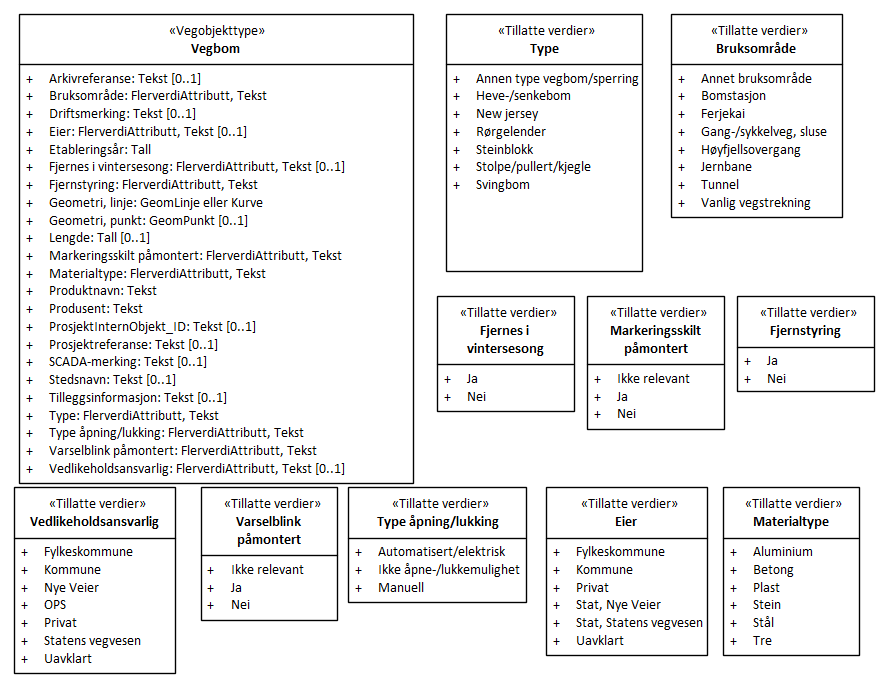 «Vegobjekttype»
Vegbom
+ Arkivreferanse: Tekst [0..1]
+ Bruksområde: FlerverdiAttributt, Tekst
+ Driftsmerking: Tekst [0..1]
+ Eier: FlerverdiAttributt, Tekst [0..1]
+ Etableringsår: Tall
+ Fjernes i vintersesong: FlerverdiAttributt, Tekst [0..1]
+ Fjernstyring: FlerverdiAttributt, Tekst
+ Geometri, linje: GeomLinje eller Kurve
+ Geometri, punkt: GeomPunkt [0..1]
+ Lengde: Tall [0..1]
+ Markeringsskilt påmontert: FlerverdiAttributt, Tekst
+ Materialtype: FlerverdiAttributt, Tekst
+ Produktnavn: Tekst
+ Produsent: Tekst
+ ProsjektInternObjekt_ID: Tekst [0..1]
+ Prosjektreferanse: Tekst [0..1]
+ SCADA-merking: Tekst [0..1]
+ Stedsnavn: Tekst [0..1]
+ Tilleggsinformasjon: Tekst [0..1]
+ Type: FlerverdiAttributt, Tekst
+ Type åpning/lukking: FlerverdiAttributt, Tekst
+ Varselblink påmontert: FlerverdiAttributt, Tekst
+ Vedlikeholdsansvarlig: FlerverdiAttributt, Tekst [0..1]
«Tillatte verdier»
Type
+ Annen type vegbom/sperring
+ Heve-/senkebom
+ New jersey
+ Rørgelender
+ Steinblokk
+ Stolpe/pullert/kjegle
+ Svingbom
«Tillatte verdier»
Bruksområde
+ Annet bruksområde
+ Bomstasjon
+ Ferjekai
+ Gang-/sykkelveg, sluse
+ Høyfjellsovergang
+ Jernbane
+ Tunnel
+ Vanlig vegstrekning
«Tillatte verdier»
Fjernes i
vintersesong
+ Ja
+ Nei
«Tillatte verdier»
Markeringsskilt
påmontert
+ Ikke relevant
+ Ja
+ Nei
«Tillatte verdier»
Fjernstyring
+ Ja
+ Nei
«Tillatte verdier»
Vedlikeholdsansvarlig
+ Fylkeskommune
+ Kommune
+ Nye Veier
+ OPS
+ Privat
+ Statens vegvesen
+ Uavklart
«Tillatte verdier»
Varselblink
påmontert
+ Ikke relevant
+ Ja
+ Nei
«Tillatte verdier»
Type åpning/lukking
+ Automatisert/elektrisk
+ Ikke åpne-/lukkemulighet
+ Manuell
«Tillatte verdier»
Eier
+ Fylkeskommune
+ Kommune
+ Privat
+ Stat, Nye Veier
+ Stat, Statens vegvesen
+ Uavklart
«Tillatte verdier»
Materialtype
+ Aluminium
+ Betong
+ Plast
+ Stein
+ Stål
+ Tre